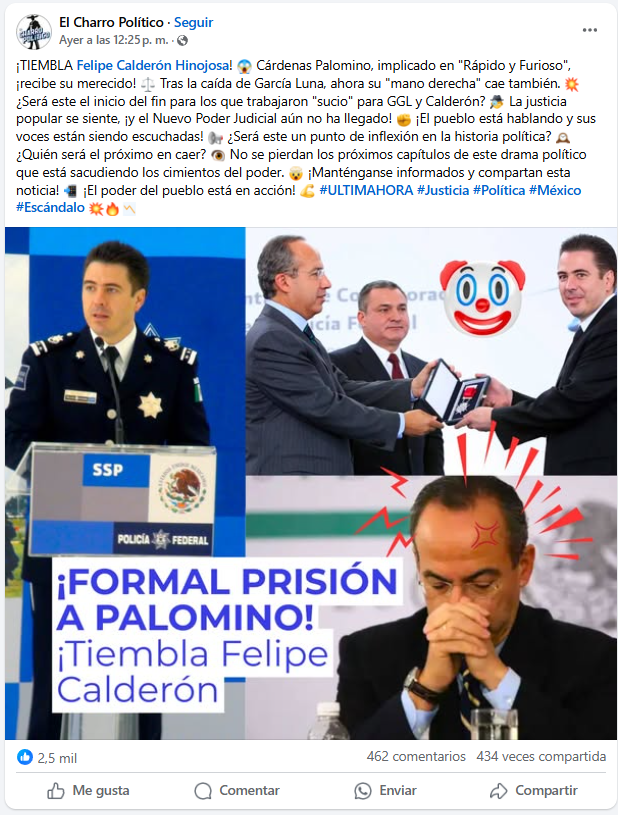 El Charro Político · Seguir
Ayer a las 12:25 p. m. ·
¡TIEMBLA Felipe Calderón Hinojosa! 😱 Cárdenas Palomino, implicado en "Rápido y Furioso",
¡recibe su merecido! ⚖️ Tras la caída de García Luna, ahora su "mano derecha" cae también. 💥
¿Será este el inicio del fin para los que trabajaron "sucio" para GGL y Calderón? 🕵️ La justicia
popular se siente, ¡y el Nuevo Poder Judicial aún no ha llegado! ✊ ¡El pueblo está hablando y sus
voces están siendo escuchadas! 📢 ¿Será este un punto de inflexión en la historia política? 🕰️
¿Quién será el próximo en caer? 👁️ No se pierdan los próximos capítulos de este drama político
que está sacudiendo los cimientos del poder. 😯 ¡Manténganse informados y compartan esta
noticia! 📲 ¡El poder del pueblo está en acción! 💪 #ULTIMAHORA #Justicia #Política #México
#Escándalo 💥🔥📉
SSP
POLICÍA FEDERAL
¡FORMAL PRISIÓN
A PALOMINO!
¡Tiembla Felipe
Calderón
2,5 mil
462 comentarios 434 veces compartida
Me gusta Comentar Enviar Compartir